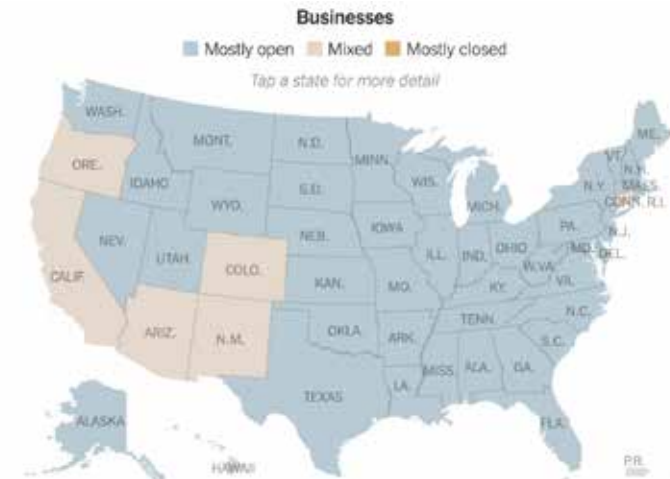 Businesses
Mostly open Mixed Mostly closed
Tap a state for more detail
WASH.
ORE.
IDAHO
MONT.
WYO.
N.D.
S.D.
NEB.
KAN.
MINN.
IOWA
WIS.
MICH.
ILL.
IND.
OHIO
MO.
KY.
W.VA.
VA.
PA.
N.Y.
VT.
N.H.
ME.
MASS.
CONN. R.I.
N.J.
MD.
DEL.
NEV.
UTAH
COLO.
CALIF.
ARIZ.
N.M.
OKLA.
ARK.
TENN.
N.C.
S.C.
MISS.
ALA.
GA.
LA.
TEXAS
FLA.
ALASKA
HAWAII
P.R.